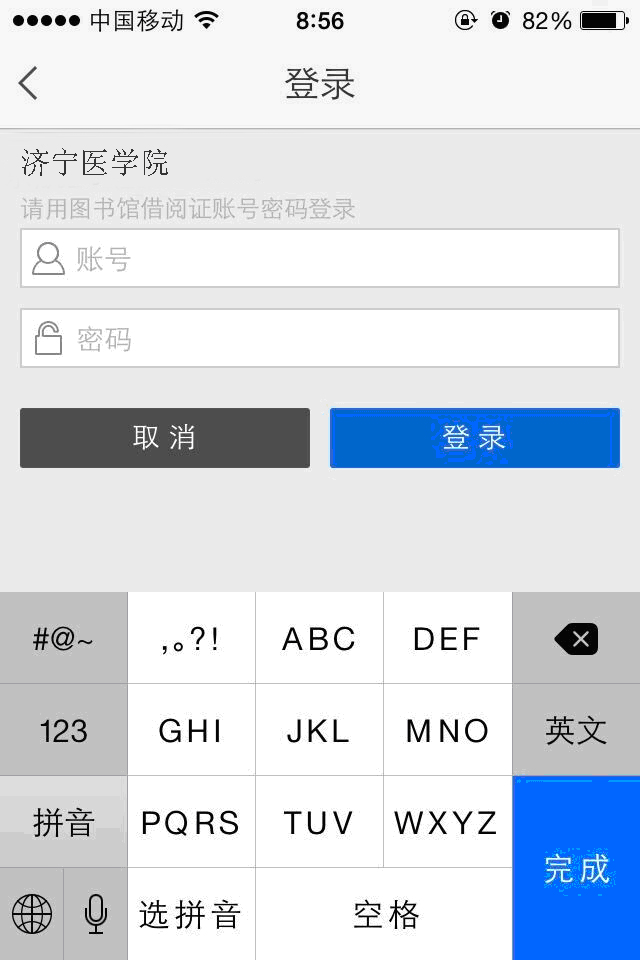 中国移动 8:56 82%
登录
济宁医学院
请用图书馆借阅证账号密码登录
账号
密码
取消 登录
#@~ ,。?! ABC DEF
123 GHI JKL MNO 英文
拼音 PQRS TUV WXYZ
完成
选拼音 空格